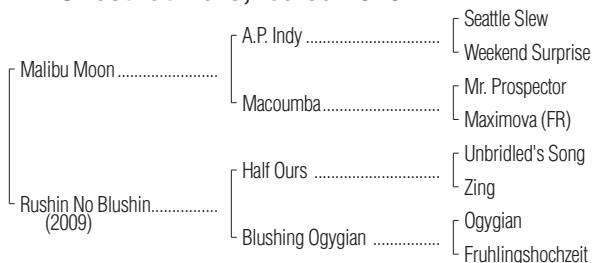 Seattle Slew
A.P. Indy
Weekend Surprise
Malibu Moon
Mr. Prospector
Macoumba
Maximova (FR)
Unbridled's Song
Half Ours
Zing
Rushin No Blushin
(2009)
Ogygian
Blushing Ogygian
Fruhlingshochzeit